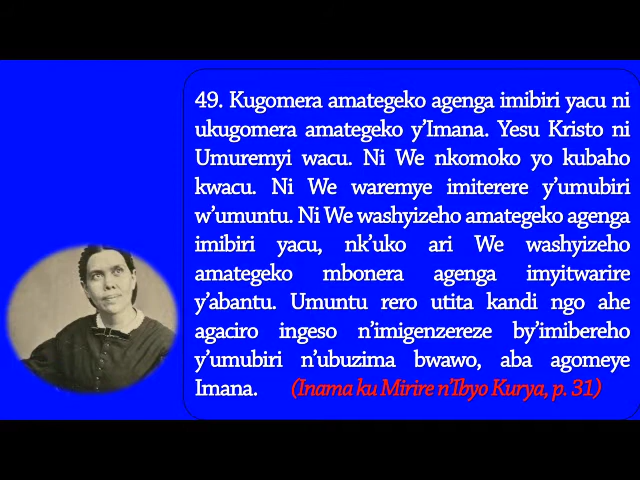 49. Kugomera amategeko agenga imibiri yacu ni
ukugomera amategeko y’Imana. Yesu Kristo ni
Umuremyi wacu. Ni We nkomoko yo kubaho
kwacu. Ni We waremye imiterere y’umubiri
w’umuntu. Ni We washyizeho amategeko agenga
imibiri yacu, nk’uko ari We washyizeho
amategeko mbonera agenga imyitwarire
y’abantu. Umuntu rero utita kandi ngo ahe
agaciro ingeso n’imigenzereze by’imibereho
y’umubiri n’ubuzima bwawo, aba agomeye
Imana. (Inama ku Mirire n’Ibyo Kurya, p. 31)